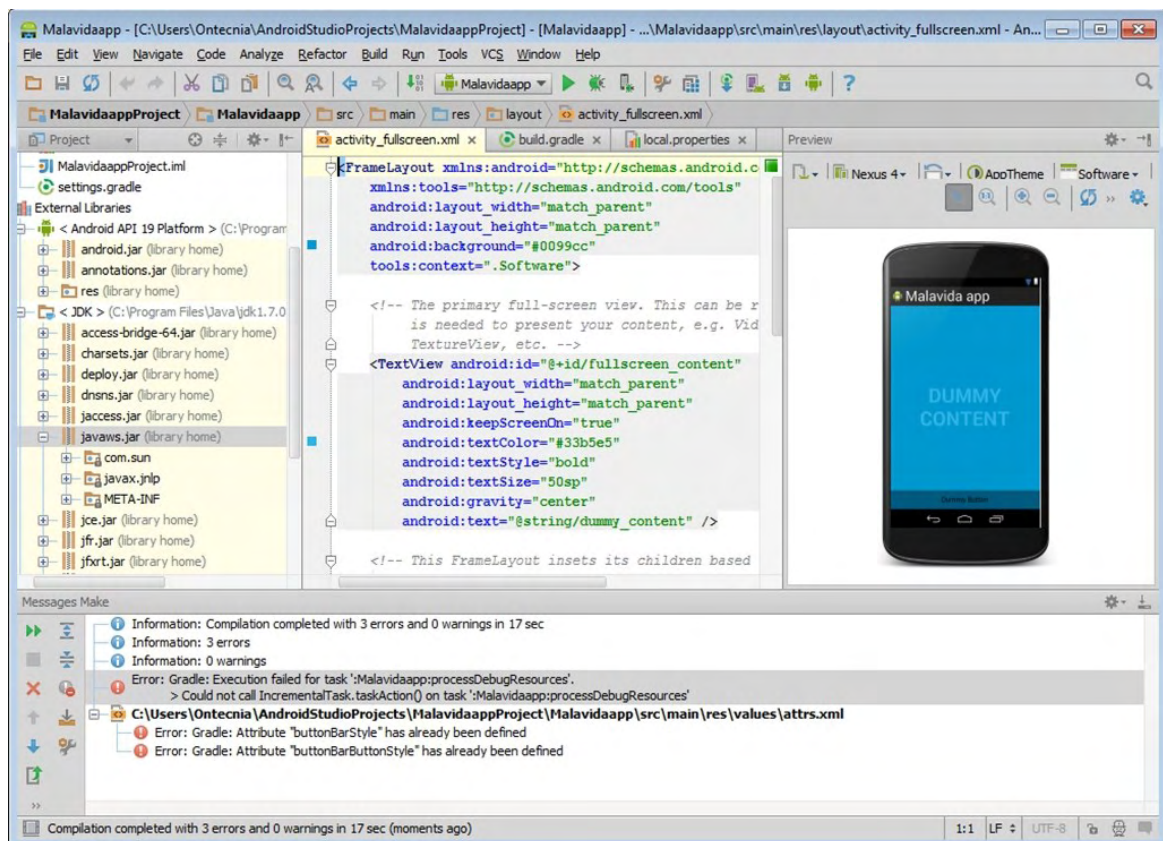 Malavidaapp - [C:\Users\Ontecnia\AndroidStudioProjects\MalavidaappProject] - [Malavidaapp] - ...\Malavidaapp\src\main\res\layout\activity_fullscreen.xml - An...
File Edit View Navigate Code Analyze Refactor Build Run Tools VCS Window Help
Malavidaapp
MalavidaappProject Malavidaapp src main res layout activity_fullscreen.xml
Project
MalavidaappProject.iml
settings.gradle
External Libraries
< Android API 19 Platform > (C:\Program
android.jar (library home)
annotations.jar (library home)
res (library home)
< JDK > (C:\Program Files\Java\jdk1.7.0
access-bridge-64.jar (library home)
charsets.jar (library home)
deploy.jar (library home)
dnsns.jar (library home)
jaccess.jar (library home)
javaws.jar (library home)
com.sun
javax.jnlp
META-INF
jce.jar (library home)
jfr.jar (library home)
jfxrt.jar (library home)
activity_fullscreen.xml build.gradle local.properties
<FrameLayout xmlns:android="http://schemas.android.c
xmlns:tools="http://schemas.android.com/tools"
android:layout_width="match_parent"
android:layout_height="match_parent"
android:background="#0099cc"
tools:context=".Software">
<!-- The primary full-screen view. This can be r
is needed to present your content, e.g. Vid
TextureView, etc. -->
<TextView android:id="@+id/fullscreen_content"
android:layout_width="match_parent"
android:layout_height="match_parent"
android:keepScreenOn="true"
android:textColor="#33b5e5"
android:textStyle="bold"
android:textSize="50sp"
android:gravity="center"
android:text="@string/dummy_content" />
<!-- This FrameLayout insets its children based
Preview
Nexus 4 AppTheme Software
1:1
Malavida app
DUMMY
CONTENT
Dummy Button
Messages Make
Information: Compilation completed with 3 errors and 0 warnings in 17 sec
Information: 3 errors
Information: 0 warnings
Error: Gradle: Execution failed for task ':Malavidaapp:processDebugResources'.
> Could not call IncrementalTask.taskAction() on task ':Malavidaapp:processDebugResources'
C:\Users\Ontecnia\AndroidStudioProjects\MalavidaappProject\Malavidaapp\src\main\res\values\attrs.xml
Error: Gradle: Attribute "buttonBarStyle" has already been defined
Error: Gradle: Attribute "buttonBarButtonStyle" has already been defined
Compilation completed with 3 errors and 0 warnings in 17 sec (moments ago)
1:1 LF UTF-8